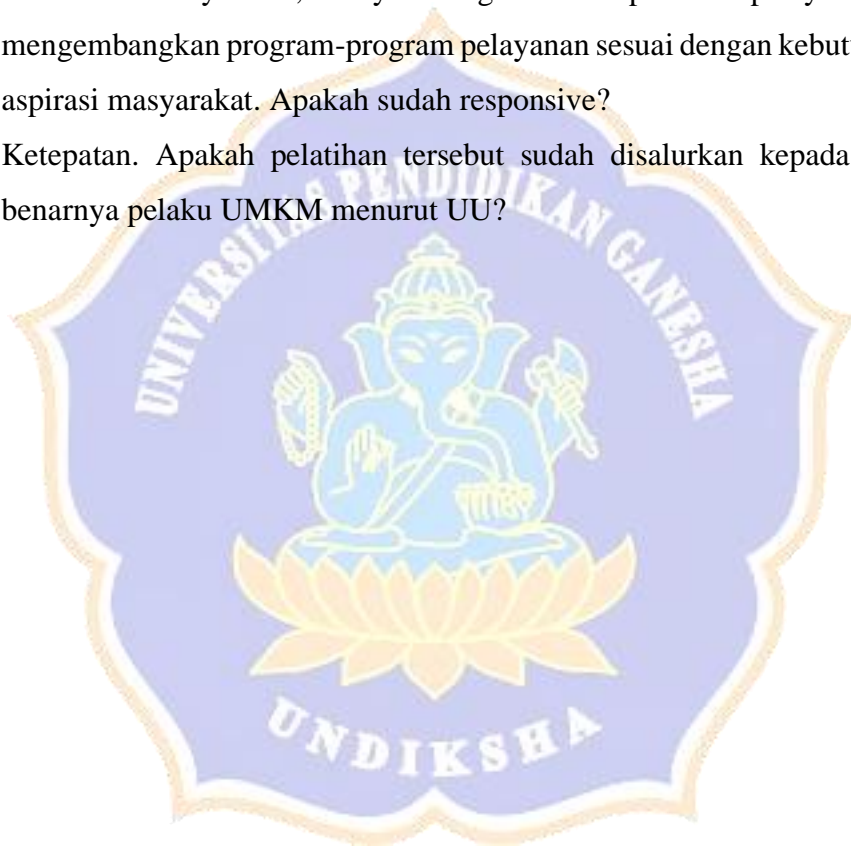 mengembangkan program-program pelayanan sesuai dengan
aspirasi masyarakat. Apakah sudah responsive?
Ketepatan. Apakah pelatihan tersebut sudah disalurkan kepada
benarnya pelaku UMKM menurut UU?
UNIVERSITAS PENDIDIKAN GANESHA
UNDIKSHA